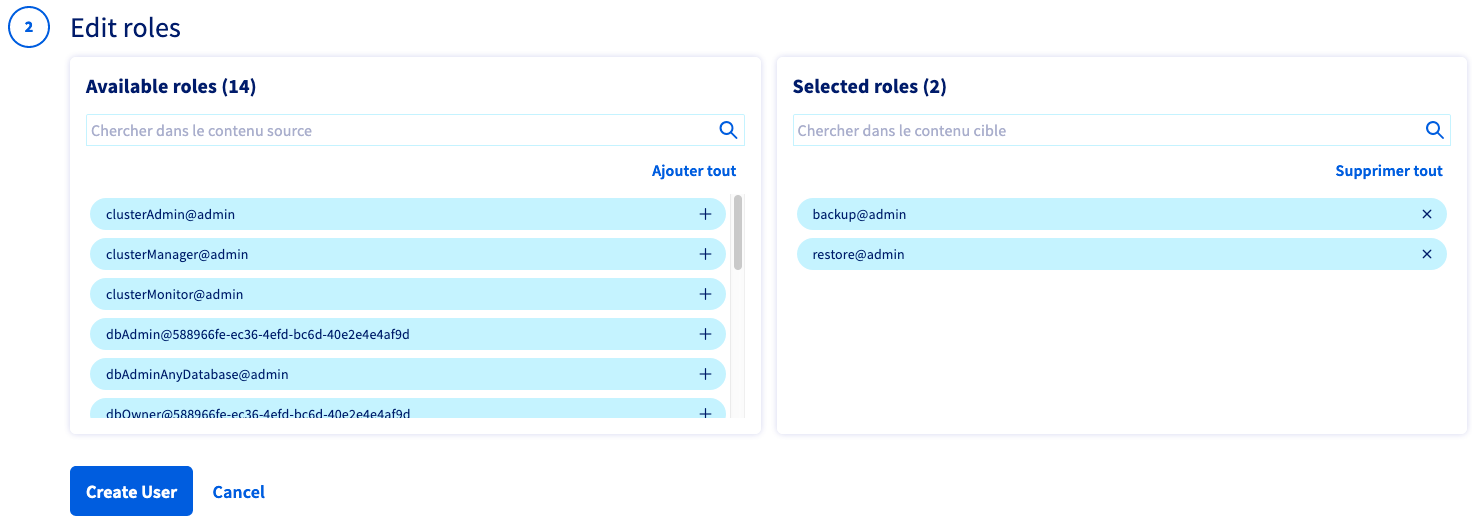 2
Edit roles
Available roles (14)
Chercher dans le contenu source
Ajouter tout
clusterAdmin@admin
clusterManager@admin
clusterMonitor@admin
dbAdmin@588966fe-ec36-4efd-bc6d-40e2e4e4af9d
dbAdminAnyDatabase@admin
dbOwner@588966fe-ec36-4efd-bc6d-40e2e4e4af9d
Selected roles (2)
Chercher dans le contenu cible
Supprimer tout
backup@admin
restore@admin
Create User
Cancel